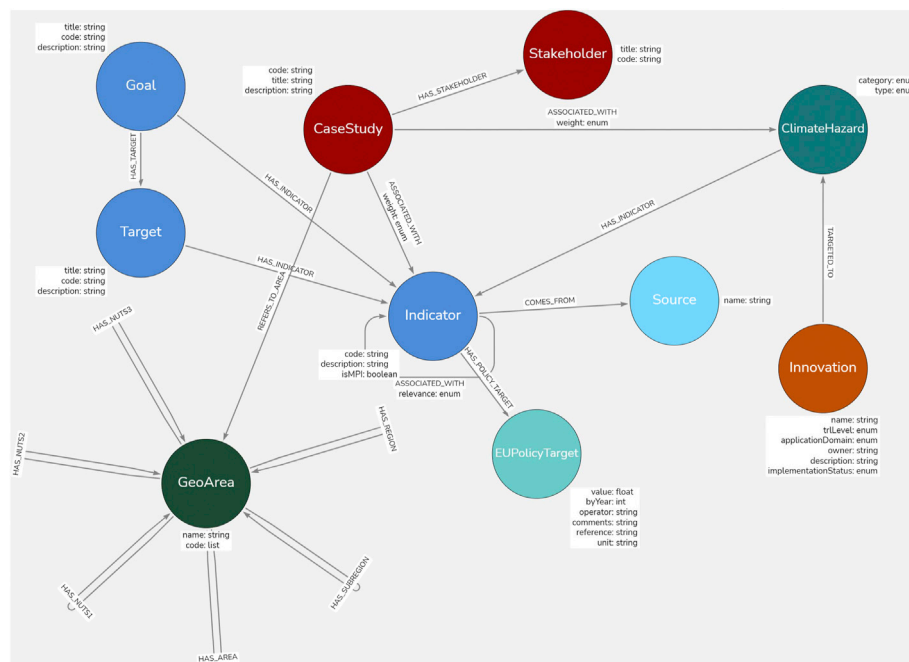 title: string
code: string
description: string
Goal
HAS_TARGET
HAS_INDICATOR
Target
title: string
code: string
description: string
HAS_INDICATOR
code: string
title: string
description: string
CaseStudy
HAS_STAKEHOLDER
Stakeholder
title: string
code: string
ASSOCIATED_WITH
weight: enum
category: enu
type: enu
ClimateHazard
HAS_INDICATOR
TARGETED_TO
ASSOCIATED_WITH
weight: enum
REFERS_TO_AREA
Indicator
code: string
description: string
isMPI: boolean
ASSOCIATED_WITH
relevance: enum
COMES_FROM
Source
name: string
HAS_POLICY_TARGET
EUPolicyTarget
value: float
byYear: int
operator: string
comments: string
reference: string
unit: string
Innovation
name: string
trlLevel: enum
applicationDomain: enum
owner: string
description: string
implementationStatus: enum
HAS_NUTS3
HAS_NUTS2
HAS_REGION
GeoArea
name: string
code: list
HAS_NUTS1
HAS_SUBREGION
HAS_AREA